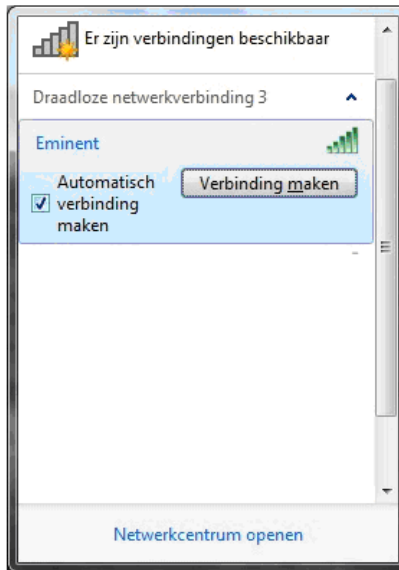 Er zijn verbindingen beschikbaar
Draadloze netwerkverbinding 3
Eminent
Automatisch
verbinding
maken
Verbinding maken
Netwerkcentrum openen